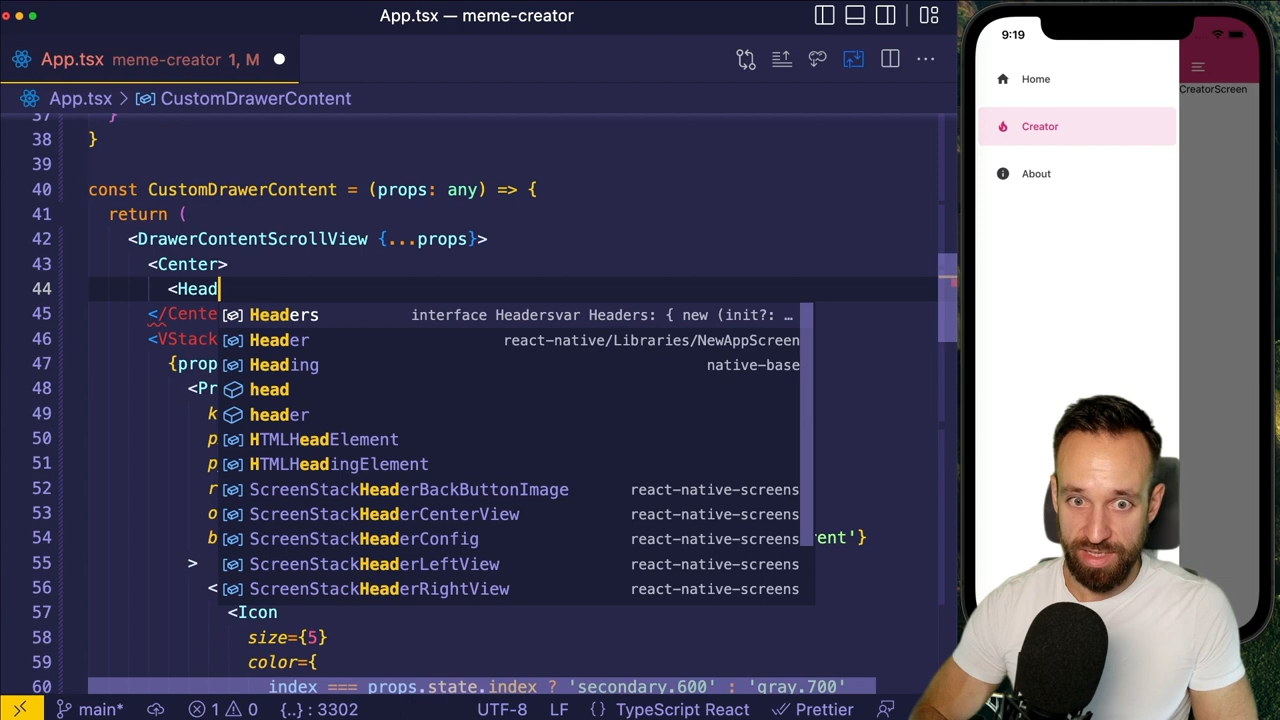 App.tsx — meme-creator
App.tsx meme-creator 1, M
App.tsx > CustomDrawerContent
37 }
38 }
39
40 const CustomDrawerContent = (props: any) => {
41 return (
42 <DrawerContentScrollView {...props}>
43 <Center>
44 <Head
45 </Cente
46 <VStack
47 {prop
48 <Pr
49 k
50 p
51 p
52 r
53 o
54 b
rent'}
55 >
56 <
57 <Icon
58 size={5}
59 color={
60 index === props.state.index ? 'secondary.600' : 'gray.700'
Headers interface Headersvar Headers: { new (init?: …
Header react-native/Libraries/NewAppScreen
Heading native-base
head
header
HTMLHeadElement
HTMLHeadingElement
ScreenStackHeaderBackButtonImage react-native-screens
ScreenStackHeaderCenterView react-native-screens
ScreenStackHeaderConfig react-native-screens
ScreenStackHeaderLeftView react-native-screens
ScreenStackHeaderRightView react-native-screens
main* 1 0 {..} : 3302 UTF-8 LF {} TypeScript React Prettier
9:19
Home
Creator
About
CreatorScreen